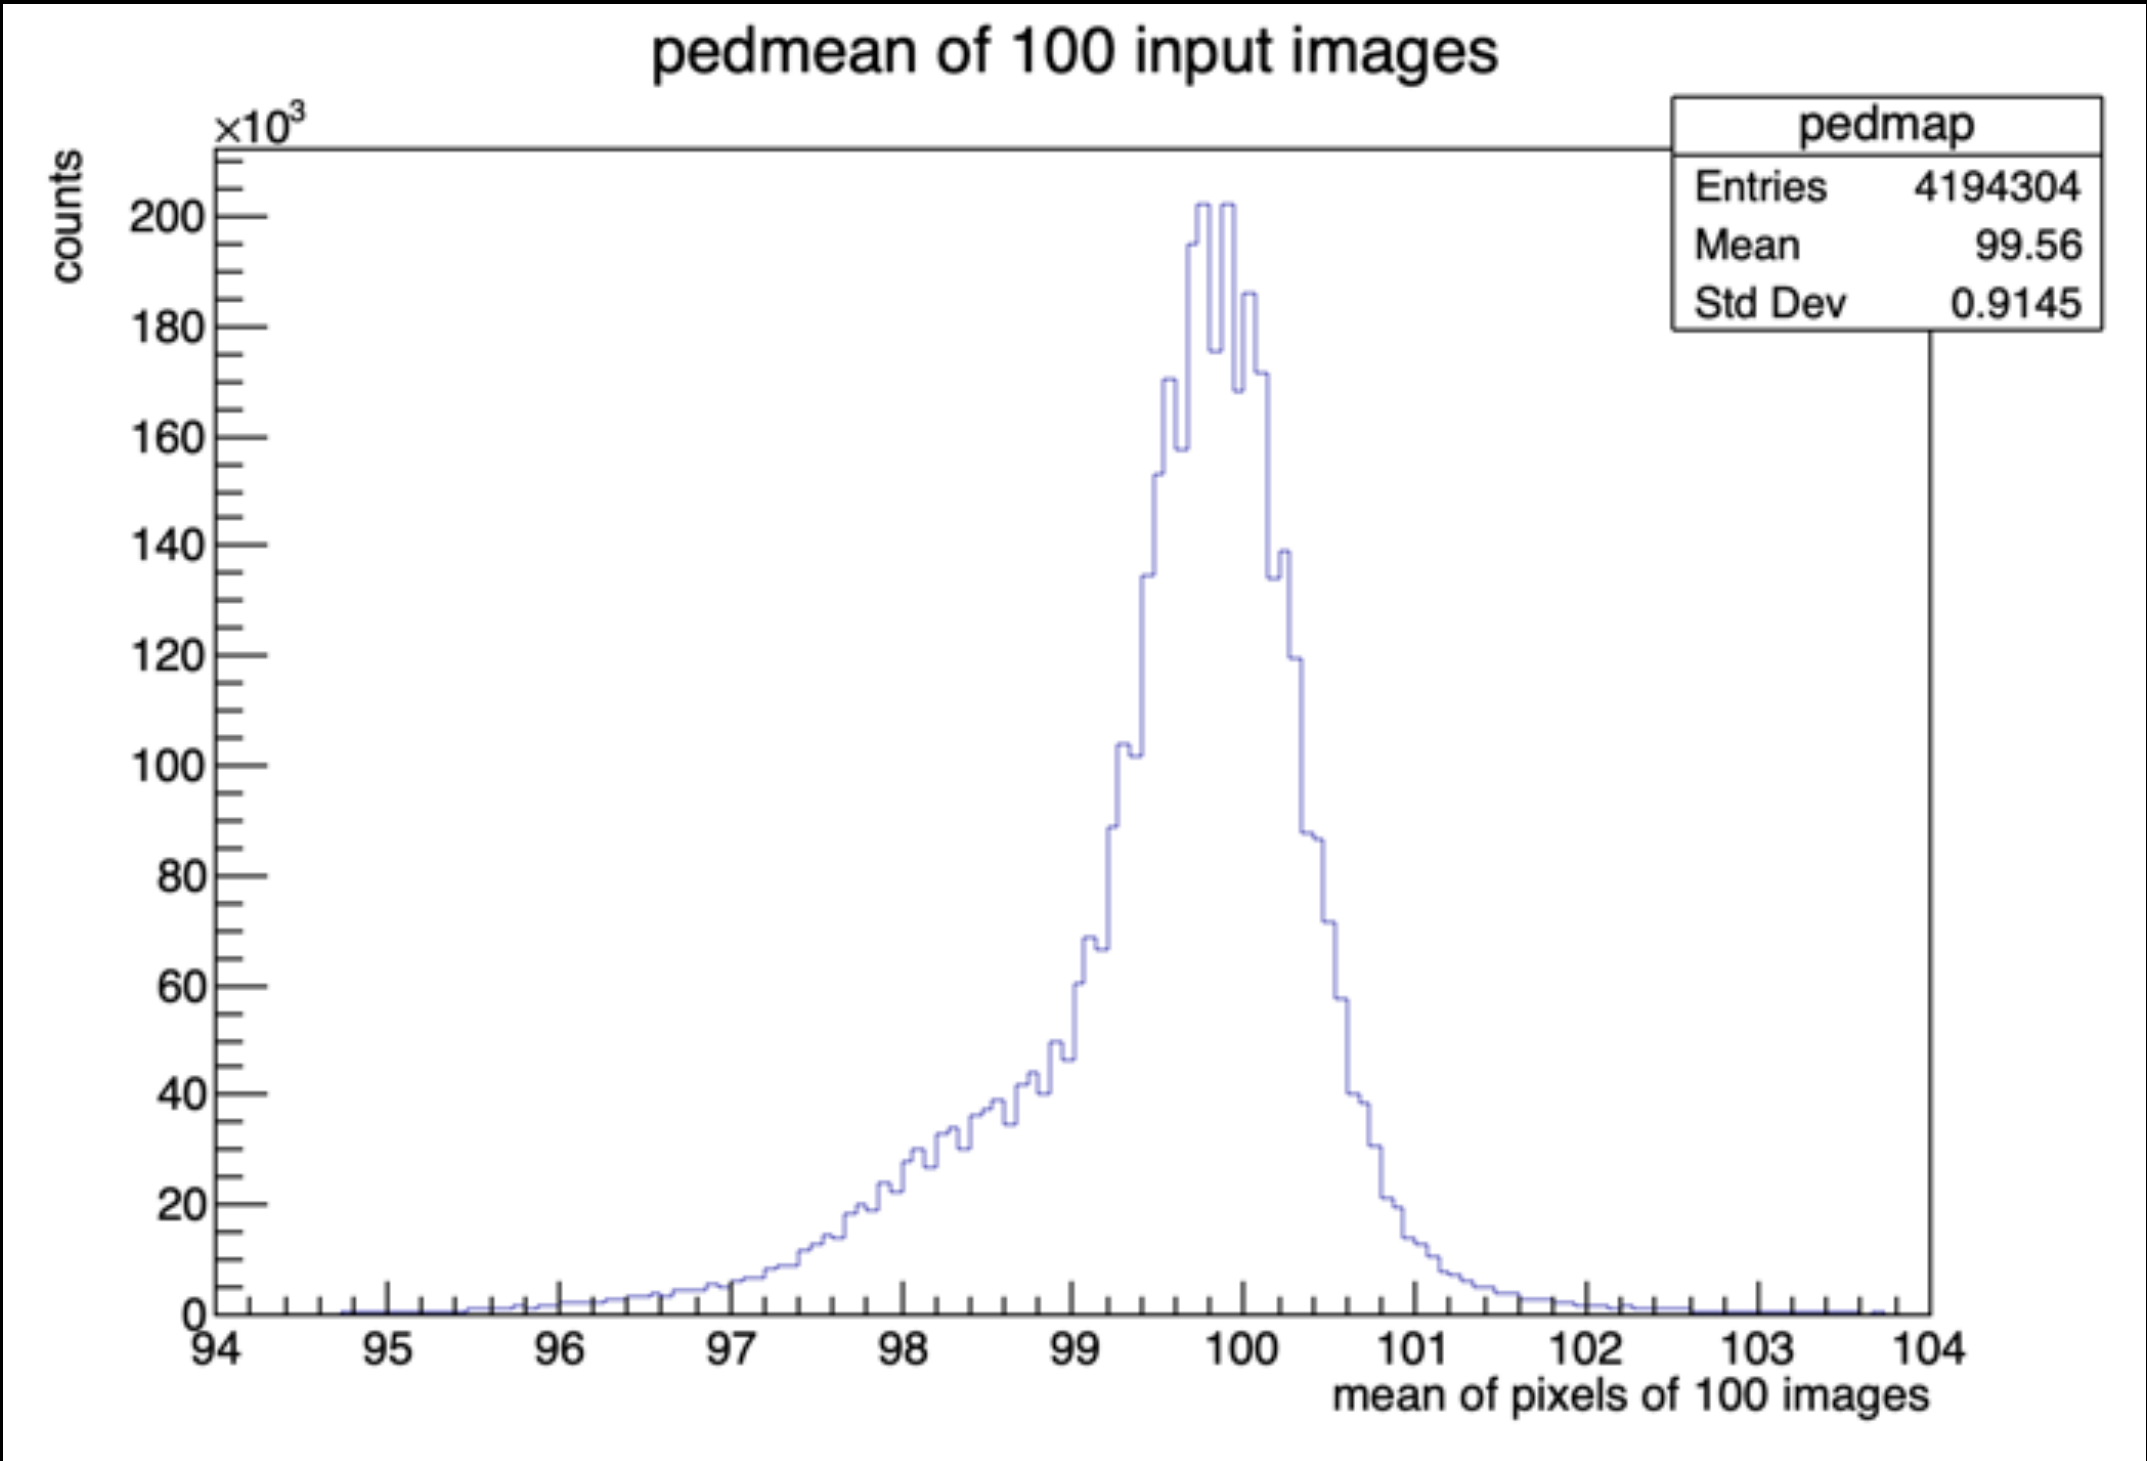 pedmean of 100 input images
×10³
counts
pedmap
Entries 4194304
Mean 99.56
Std Dev 0.9145
200
180
160
140
120
100
80
60
40
20
0
94 95 96 97 98 99 100 101 102 103 104
mean of pixels of 100 images